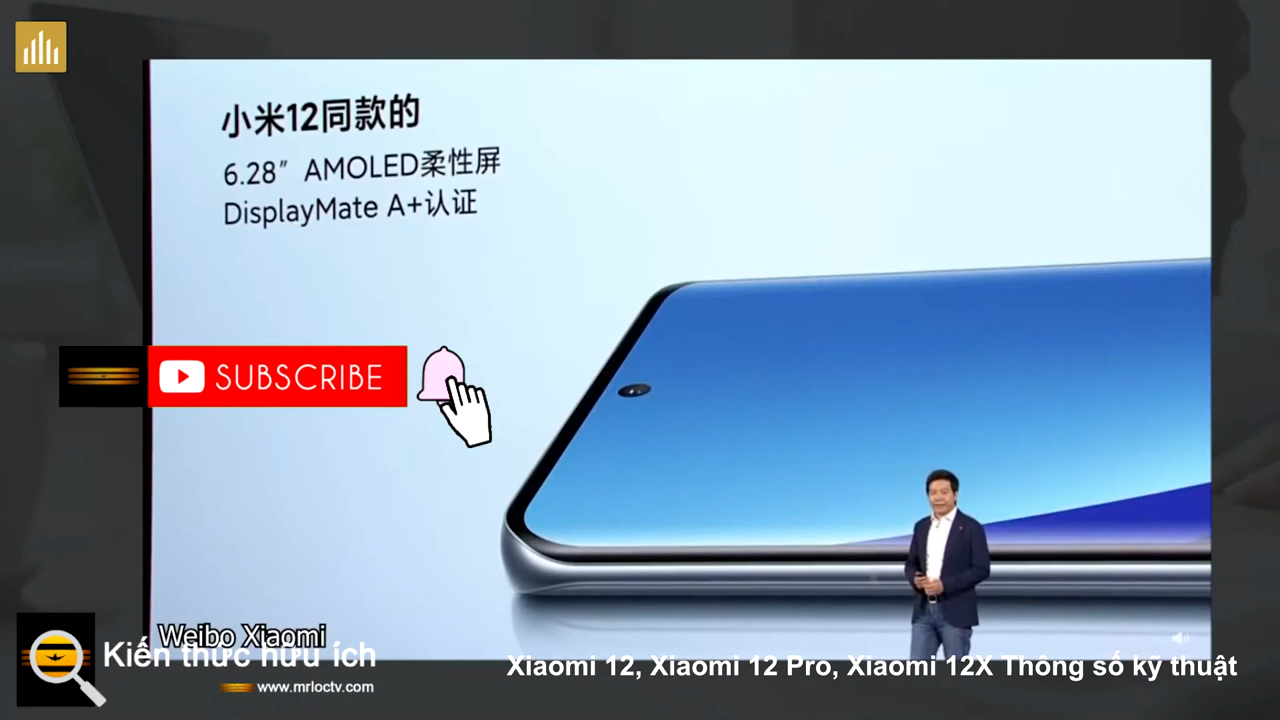 小米12同款的
6.28" AMOLED柔性屏
DisplayMate A+认证
SUBSCRIBE
Weibo Xiaomi
Kiến thức hữu ích
www.mrloctv.com
Xiaomi 12, Xiaomi 12 Pro, Xiaomi 12X Thông số kỹ thuật